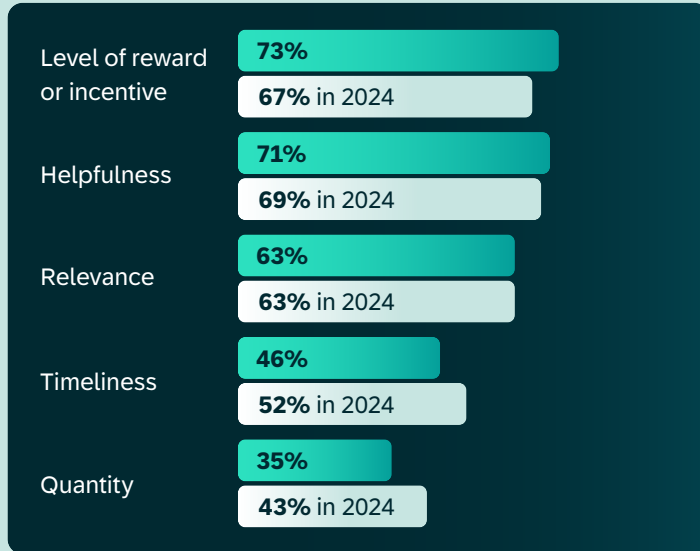 Level of reward
or incentive
73%
67% in 2024
Helpfulness
71%
69% in 2024
Relevance
63%
63% in 2024
Timeliness
46%
52% in 2024
Quantity
35%
43% in 2024